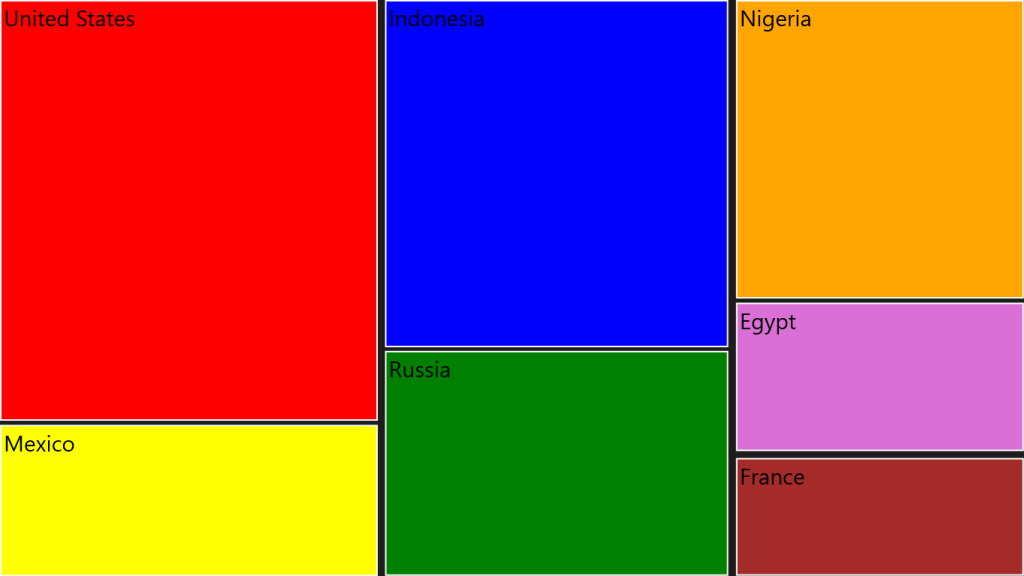 United States
Mexico
Indonesia
Russia
Nigeria
Egypt
France